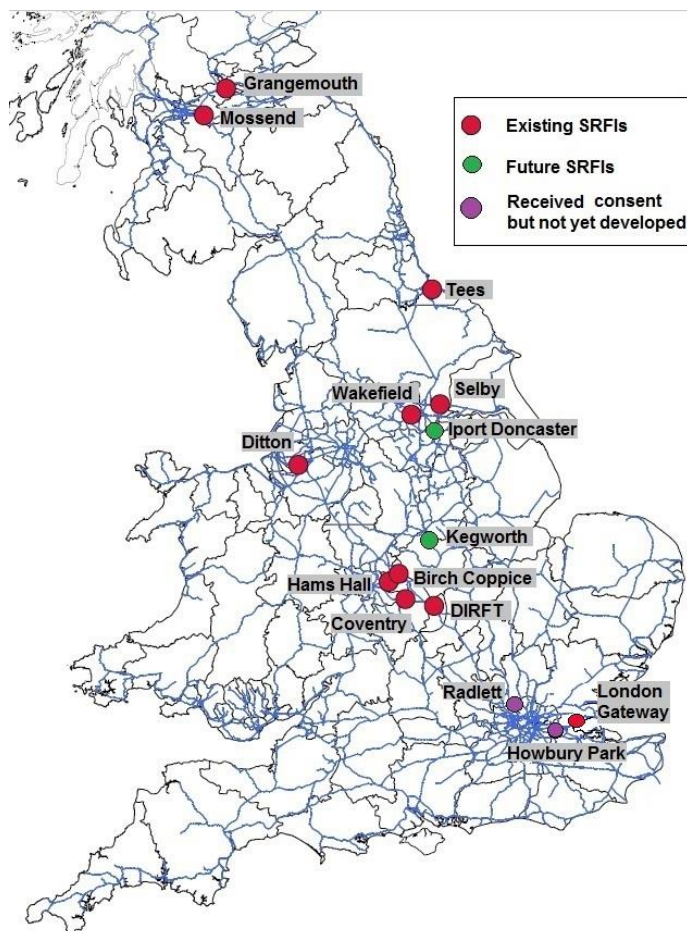 Grangemouth
Mossend
Existing SRFIs
Future SRFIs
Received consent
but not yet developed
Tees
Selby
Wakefield
Iport Doncaster
Ditton
Kegworth
Birch Coppice
Hams Hall
DIRFT
Coventry
Radlett
London
Gateway
Howbury Park